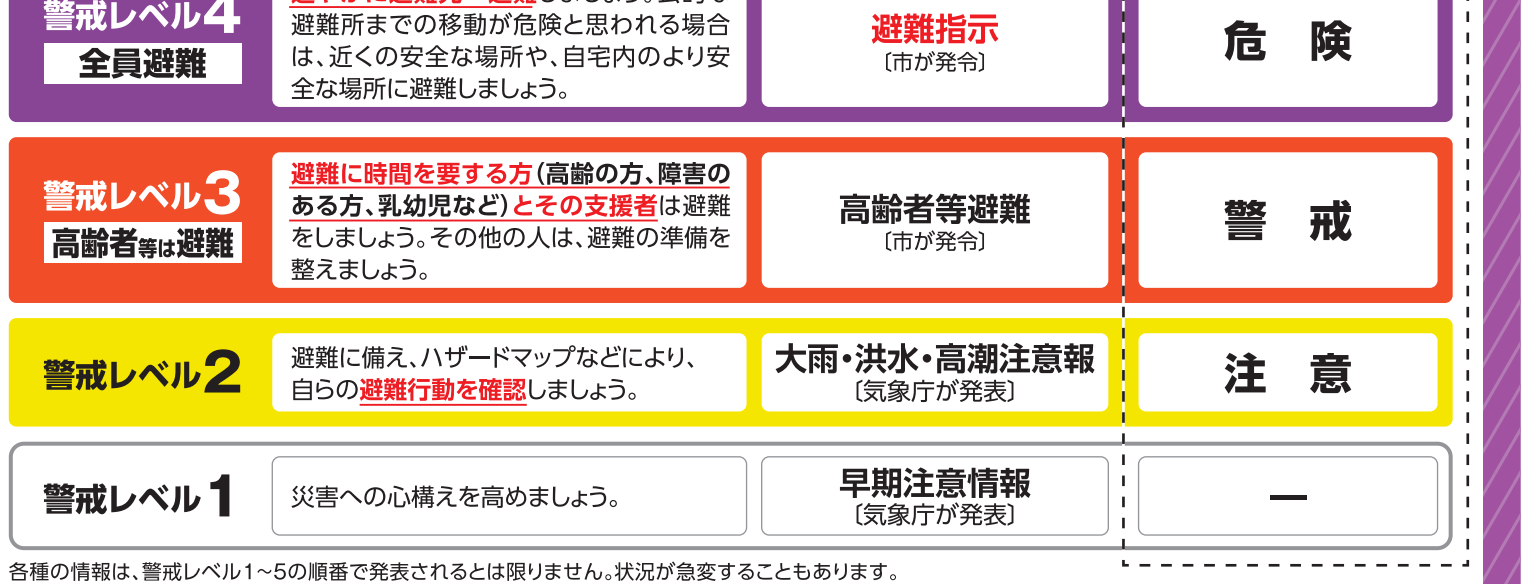 警戒レベル4
全員避難
避難所までの移動が危険と思われる場合
は、近くの安全な場所や、自宅内のより安
全な場所に避難しましょう。
避難指示
〔市が発令〕
危 険
警戒レベル3
高齢者等は避難
避難に時間を要する方(高齢の方、障害の
ある方、乳幼児など)とその支援者は避難
をしましょう。その他の人は、避難の準備を
整えましょう。
高齢者等避難
〔市が発令〕
警 戒
警戒レベル2
避難に備え、ハザードマップなどにより、
自らの避難行動を確認しましょう。
大雨・洪水・高潮注意報
〔気象庁が発表〕
注 意
警戒レベル1
災害への心構えを高めましょう。
早期注意情報
〔気象庁が発表〕
—
各種の情報は、警戒レベル1~5の順番で発表されるとは限りません。状況が急変することもあります。